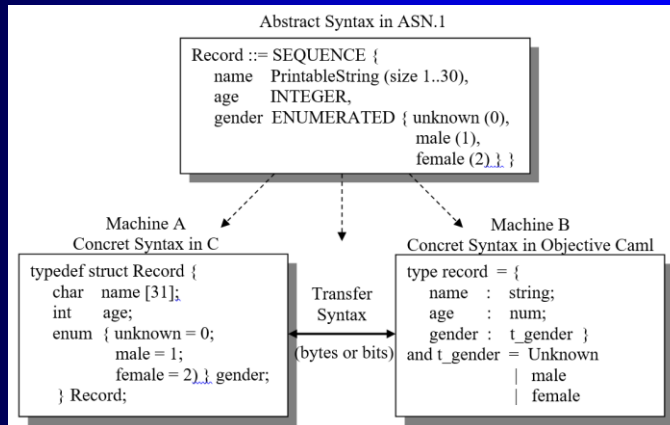 Abstract Syntax in ASN.1
Record ::= SEQUENCE {
name PrintableString (size 1..30),
age INTEGER,
gender ENUMERATED { unknown (0),
male (1),
female (2) } }
Machine A
Concret Syntax in C
typedef struct Record {
char name [31];
int age;
enum { unknown = 0;
male = 1;
female = 2) } gender;
} Record;
Transfer
Syntax
(bytes or bits)
Machine B
Concret Syntax in Objective Caml
type record = {
name : string;
age : num;
gender : t_gender }
and t_gender = Unknown
| male
| female